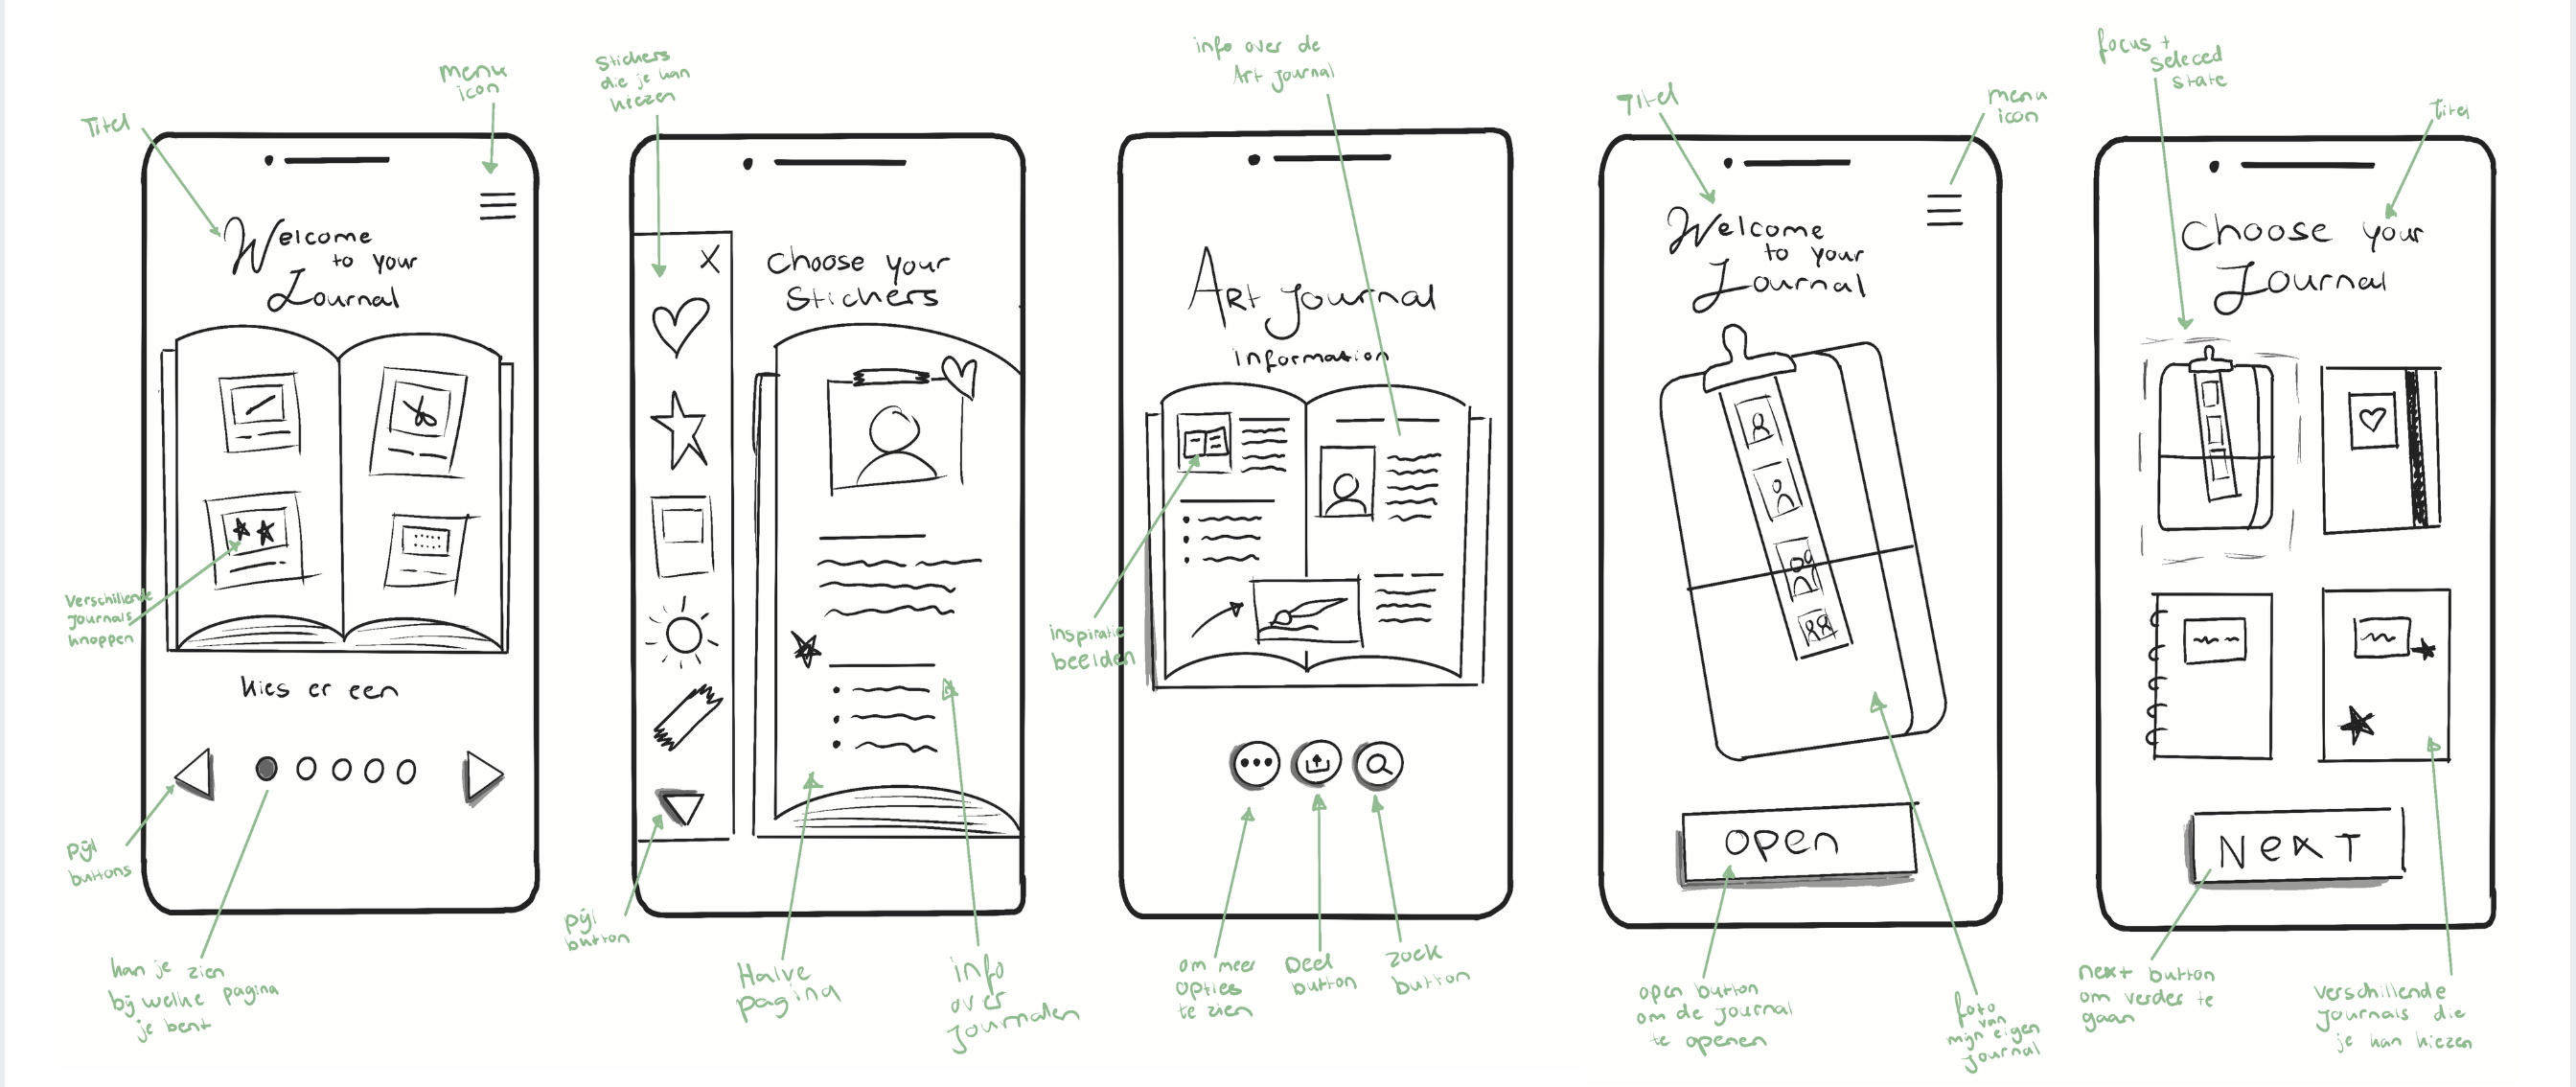 Titel
menu
icon
Welcome
to your
Journal
Verschillende
Journals
knoppen
Kies er een
pijl
buttons
kan je zien
bij welke pagina
je bent
Stickers
die je kan
kiezen
X
Choose your
Stickers
pijl
button
Halve
pagina
info
over
journalen
info over de
Art Journal
Art Journal
Information
inspiratie
beelden
om meer
opties
te zien
Deel
button
zoek
button
Titel
menu
icon
Welcome
to your
Journal
open
open button
om de journal
te openen
foto
van
mijn eigen
journal
focus +
seleced
state
Titel
Choose your
Journal
Next
next button
om verder te
gaan
verschillende
journals die
je kan kiezen